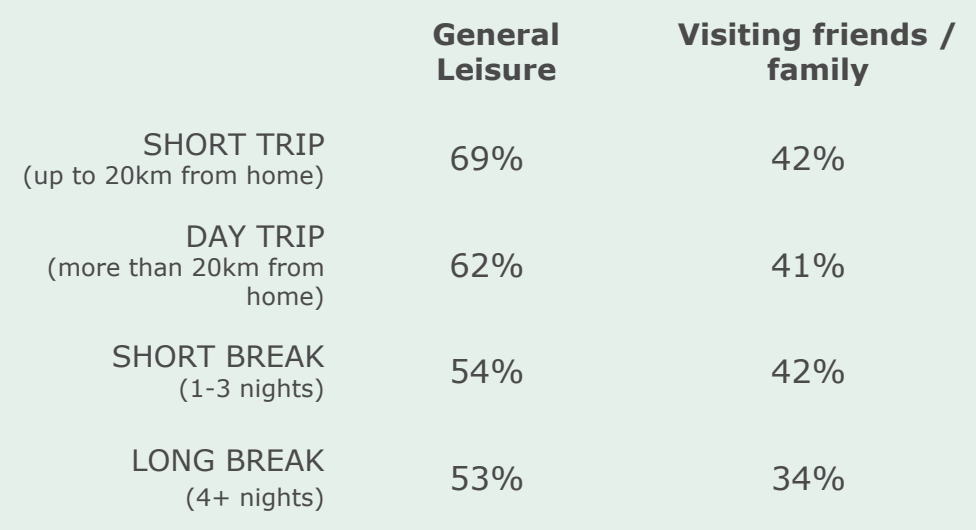 General
Leisure
Visiting friends /
family
SHORT TRIP
(up to 20km from home)
69%
42%
DAY TRIP
(more than 20km from
home)
62%
41%
SHORT BREAK
(1-3 nights)
54%
42%
LONG BREAK
(4+ nights)
53%
34%